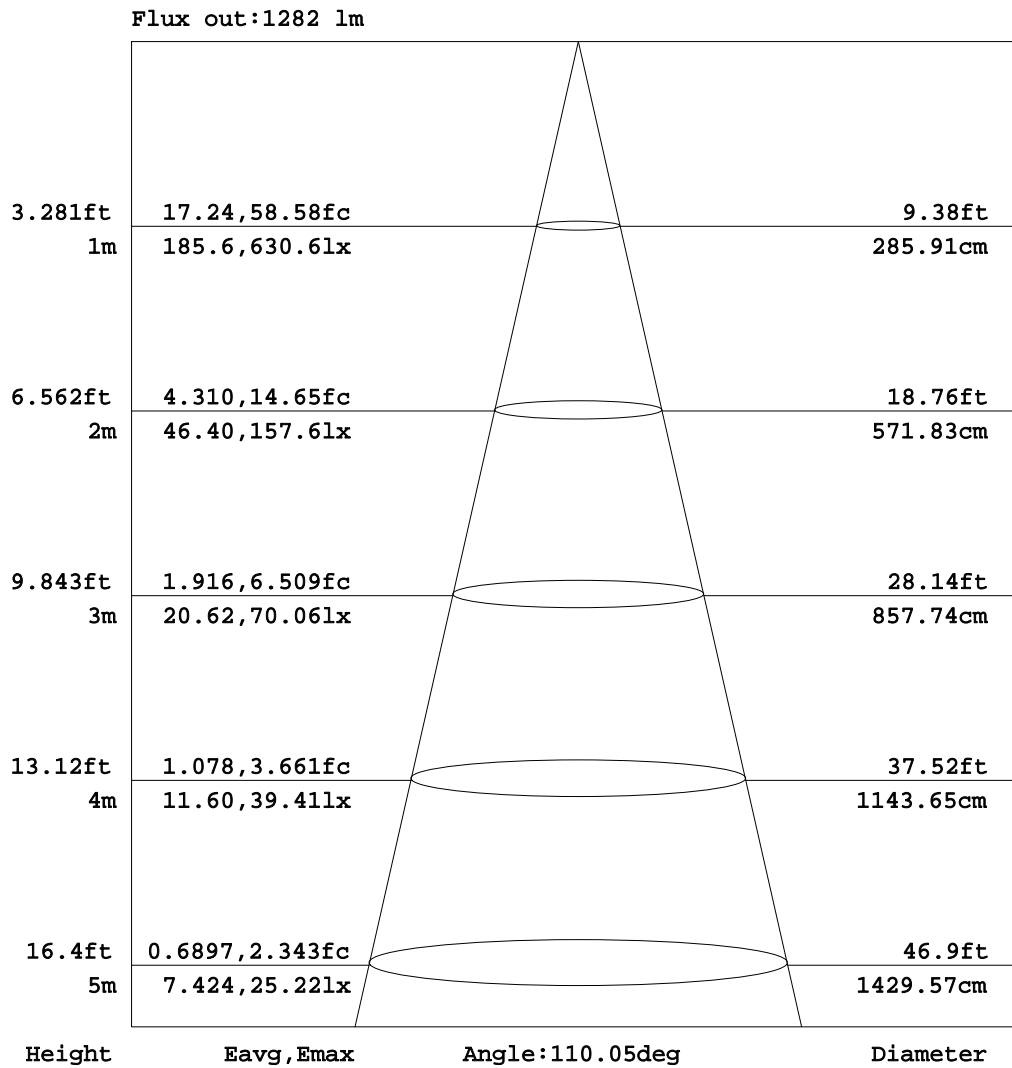 Flux out:1282 lm
3.281ft 17.24,58.58fc 9.38ft
1m 185.6,630.6lx 285.91cm
6.562ft 4.310,14.65fc 18.76ft
2m 46.40,157.6lx 571.83cm
9.843ft 1.916,6.509fc 28.14ft
3m 20.62,70.06lx 857.74cm
13.12ft 1.078,3.661fc 37.52ft
4m 11.60,39.41lx 1143.65cm
16.4ft 0.6897,2.343fc 46.9ft
5m 7.424,25.22lx 1429.57cm
Height Eavg,Emax Angle:110.05deg Diameter